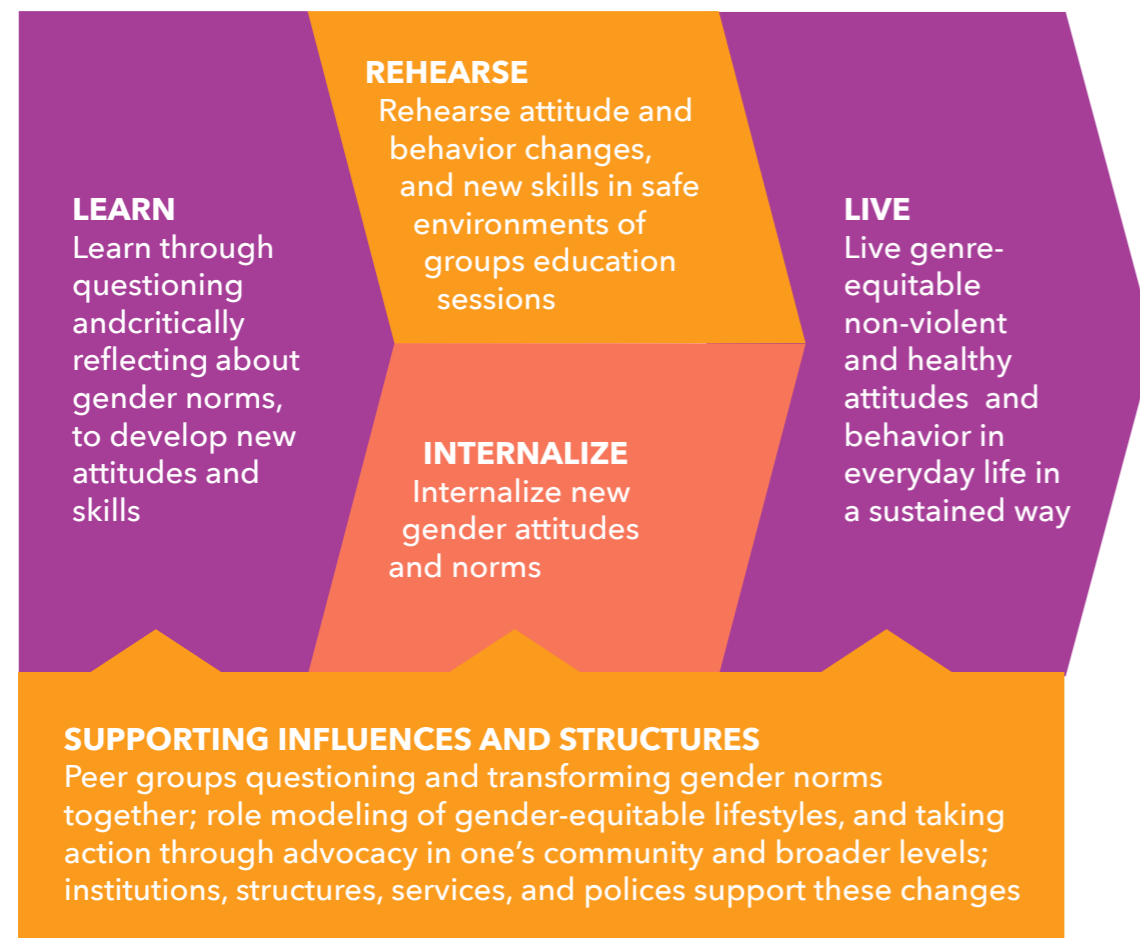 LEARN
Learn through
questioning
andcritically
reflecting about
gender norms,
to develop new
attitudes and
skills
REHEARSE
Rehearse attitude and
behavior changes,
and new skills in safe
environments of
groups education
sessions
INTERNALIZE
Internalize new
gender attitudes
and norms
LIVE
Live genre-
equitable
non-violent
and healthy
attitudes  and
behavior in
everyday life in
a sustained way
SUPPORTING INFLUENCES AND STRUCTURES
Peer groups questioning and transforming gender norms
together; role modeling of gender-equitable lifestyles, and taking
action through advocacy in one’s community and broader levels;
institutions, structures, services, and polices support these changes